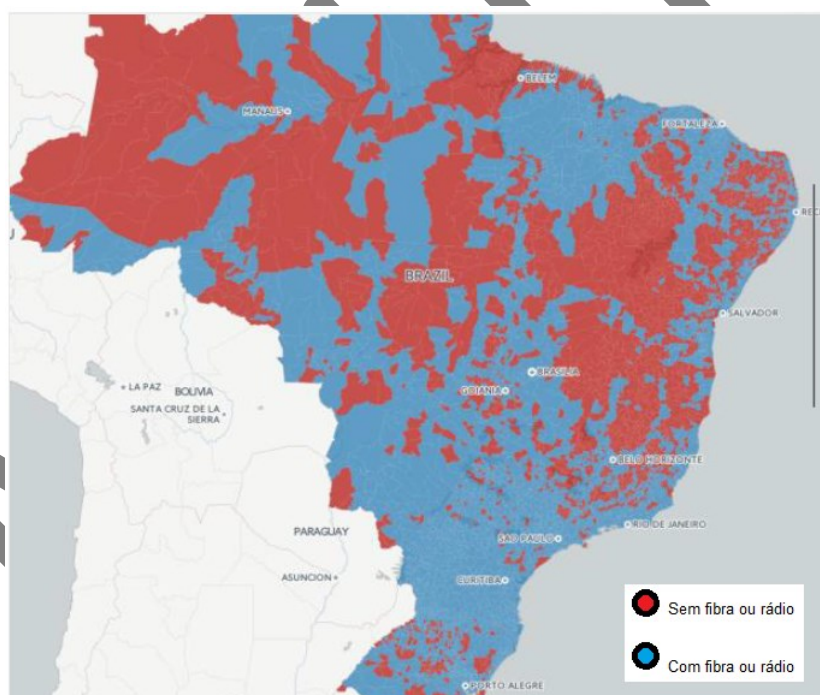 BELEM
MANAUS
FORTALEZA
REC
BRAZIL
SALVADOR
BRASILIA
LA PAZ
BOLIVIA
GOIANIA
SANTA CRUZ DE LA
SIERRA
BELO HORIZONTE
RIO DE JANEIRO
PARAGUAY
SAO PAULO
ASUNCION
CURITIBA
Sem fibra ou rádio
Com fibra ou rádio
PORTO ALEGRE